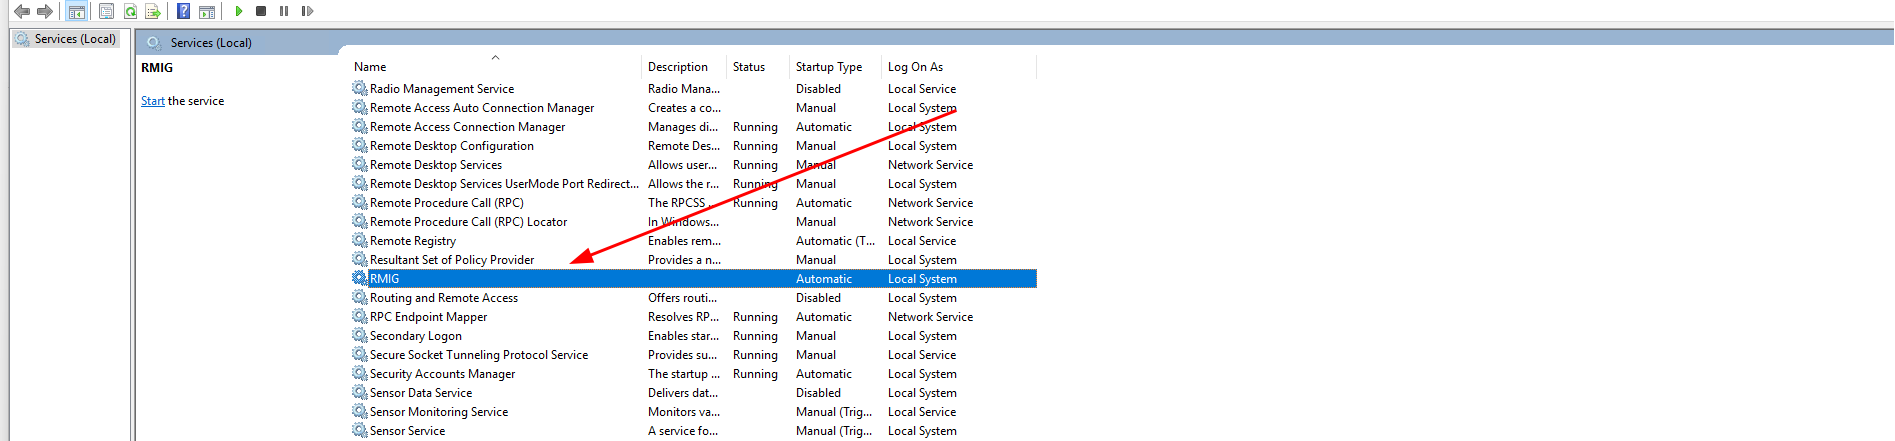 Services (Local)
Services (Local)
RMIG
Start the service
Name Description Status Startup Type Log On As
Radio Management Service Radio Mana... Disabled Local Service
Remote Access Auto Connection Manager Creates a co... Manual Local System
Remote Access Connection Manager Manages di... Running Automatic Local System
Remote Desktop Configuration Remote Des... Running Manual Local System
Remote Desktop Services Allows user... Running Manual Network Service
Remote Desktop Services UserMode Port Redirect... Allows the r... Running Manual Local System
Remote Procedure Call (RPC) The RPCSS ... Running Automatic Network Service
Remote Procedure Call (RPC) Locator In Windows... Manual Network Service
Remote Registry Enables rem... Automatic (T... Local Service
Resultant Set of Policy Provider Provides a n... Manual Local System
RMIG Automatic Local System
Routing and Remote Access Offers routi... Disabled Local System
RPC Endpoint Mapper Resolves RP... Running Automatic Network Service
Secondary Logon Enables star... Running Manual Local System
Secure Socket Tunneling Protocol Service Provides su... Running Manual Local Service
Security Accounts Manager The startup ... Running Automatic Local System
Sensor Data Service Delivers dat... Disabled Local System
Sensor Monitoring Service Monitors va... Manual (Trig... Local Service
Sensor Service A service fo... Manual (Trig... Local System